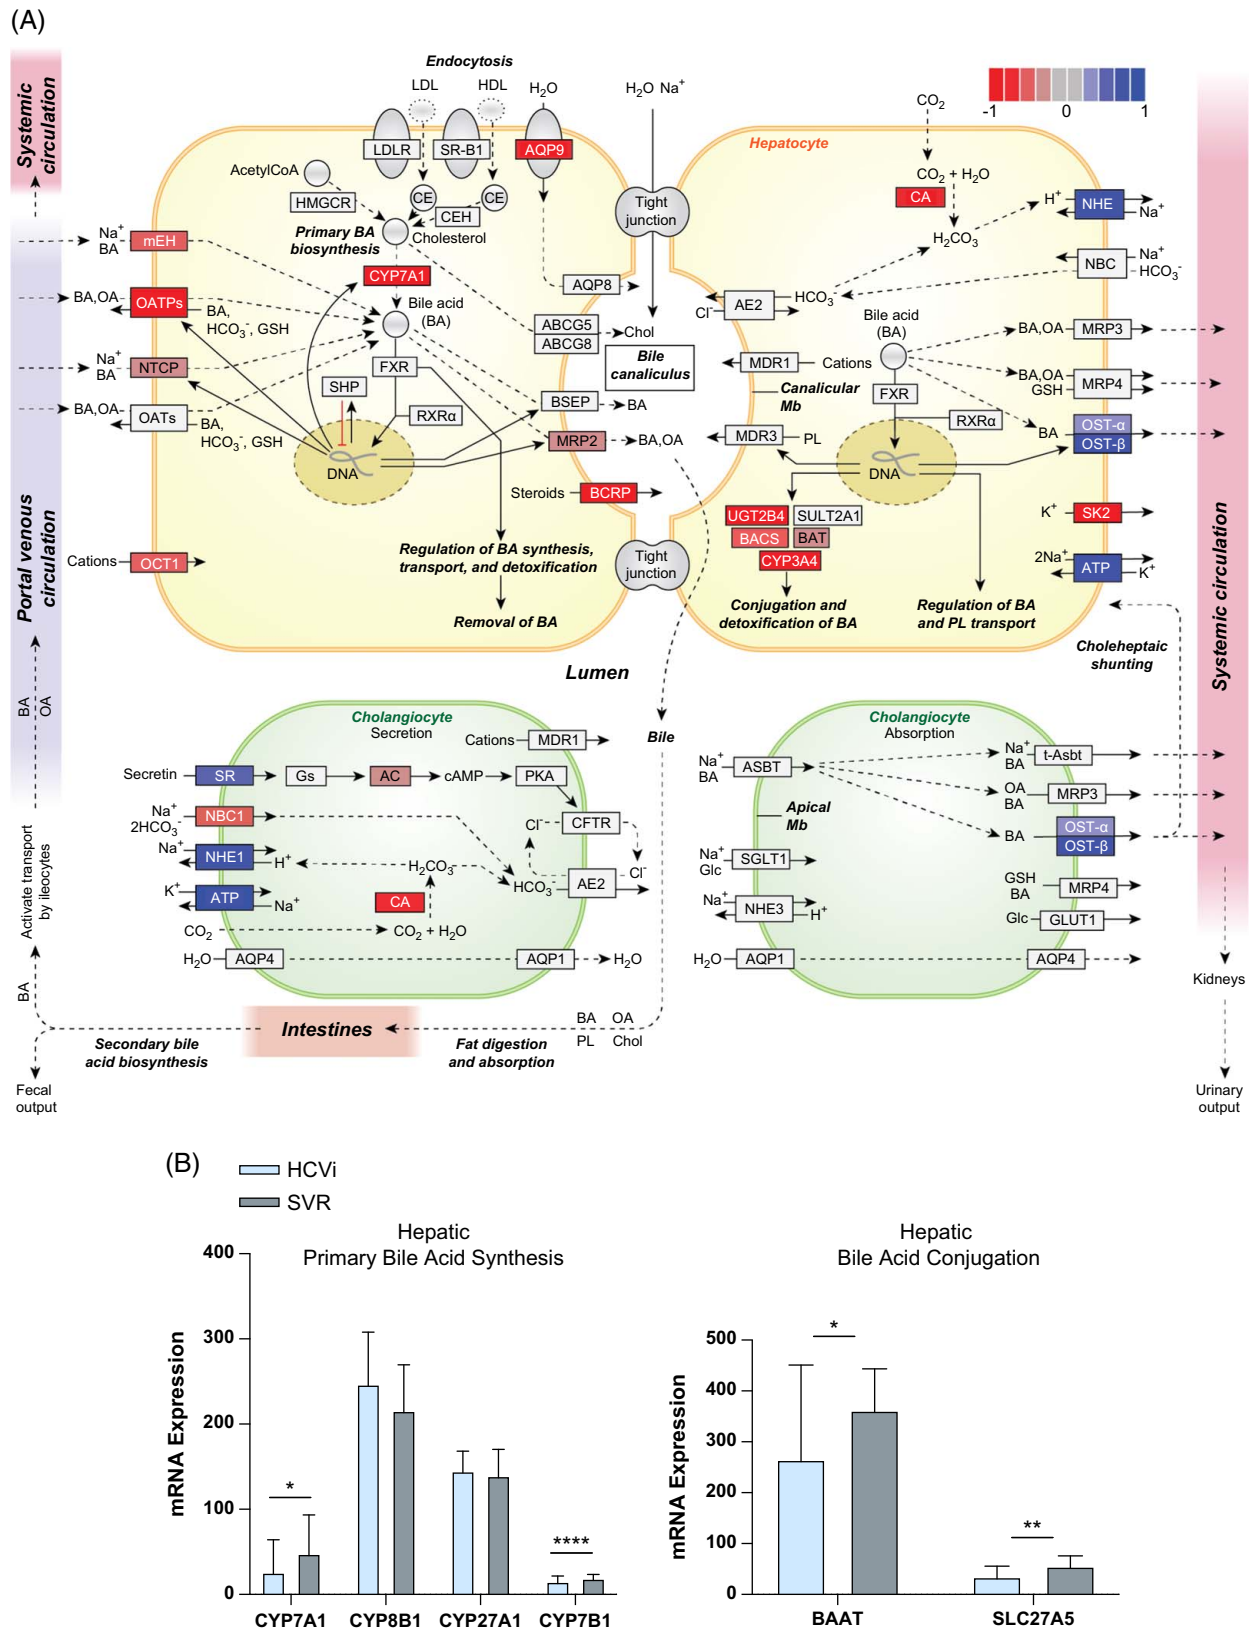 (A)
Systemic
circulation
Portal venous
circulation
BA
OA
Activate transport
by ileocytes
BA
Fecal
output
Endocytosis
LDL
HDL
H2O
H2O Na+
LDLR
SR-B1
AQP9
AcetylCoA
HMGCR
CE
CE
CEH
Primary BA
biosynthesis
Cholesterol
Tight
junction
Na+
BA
mEH
CYP7A1
AQP8
BA,OA
OATPs
BA,
HCO3-, GSH
Bile acid
(BA)
ABCG5
ABCG8
Chol
Bile
canaliculus
Na+
BA
NTCP
FXR
SHP
RXRα
BSEP
BA
BA,OA
OATs
BA,
HCO3-, GSH
MRP2
BA,OA
DNA
Steroids
BCRP
Cations
OCT1
Regulation of BA synthesis,
transport, and detoxification
Removal of BA
Tight
junction
Hepatocyte
-1
0
1
CO2
CO2 + H2O
CA
H2CO3
H+
NHE
Na+
NBC
Na+
HCO3-
AE2
HCO3-
Cl-
Bile acid
(BA)
BA,OA
MRP3
MDR1
Cations
BA,OA
GSH
MRP4
Canalicular
Mb
FXR
RXRα
BA
OST-α
OST-β
MDR3
PL
DNA
UGT2B4
SULT2A1
BACS
BAT
CYP3A4
K+
SK2
2Na+
ATP
K+
Conjugation and
detoxification of BA
Regulation of BA
and PL transport
Choleheptaic
shunting
Systemic circulation
Lumen
Bile
Cholangiocyte
Secretion
Cations
MDR1
Secretin
SR
Gs
AC
cAMP
PKA
Na+
2HCO3-
NBC1
Cl-
CFTR
Na+
NHE1
H+
H2CO3-
HCO3-
AE2
Cl-
K+
ATP
Na+
CA
CO2
CO2 + H2O
H2O
AQP4
AQP1
H2O
Cholangiocyte
Absorption
Na+
BA
ASBT
Na+
BA
t-Asbt
OA
BA
MRP3
Apical
Mb
BA
OST-α
OST-β
Na+
Glc
SGLT1
GSH
BA
MRP4
Na+
NHE3
H+
Glc
GLUT1
H2O
AQP1
AQP4
Kidneys
Urinary
output
Intestines
BA OA
PL Chol
Secondary bile
acid biosynthesis
Fat digestion
and absorption
(B)
HCVi
SVR
Hepatic
Primary Bile Acid Synthesis
mRNA Expression
400
300
200
100
0
*
****
CYP7A1 CYP8B1 CYP27A1 CYP7B1
Hepatic
Bile Acid Conjugation
mRNA Expression
500
400
300
200
100
0
*
**
BAAT SLC27A5